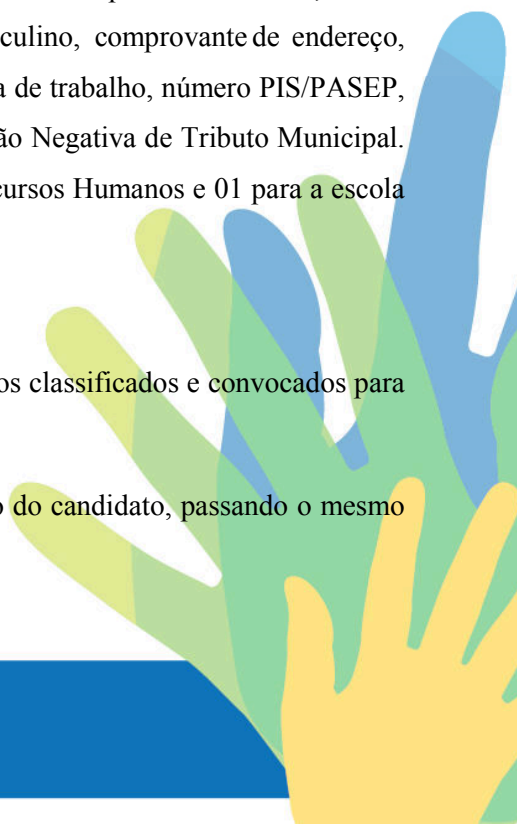 culino, comprovante de endereço,
a de trabalho, número PIS/PASEP,
ão Negativa de Tributo Municipal.
cursos Humanos e 01 para a escola
os classificados e convocados para
o do candidato, passando o mesmo